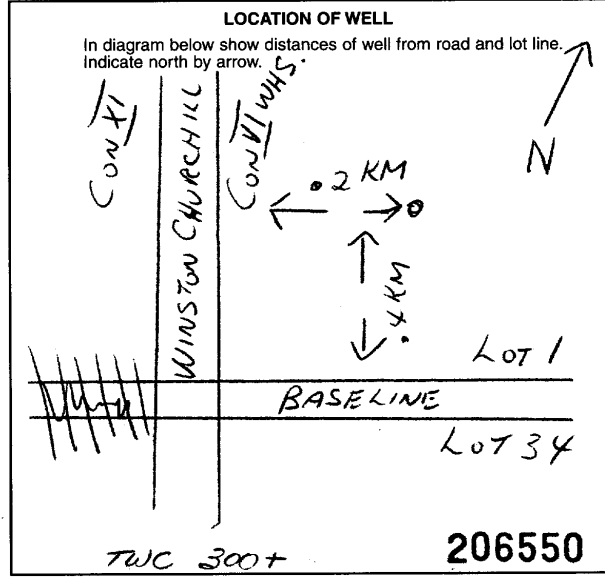 LOCATION OF WELL
In diagram below show distances of well from road and lot line.
Indicate north by arrow.
N
CON XI
WINSTON CHURCHILL
CON VI WHS.
.2 KM
.4 KM
LOT 1
BASELINE
LOT 34
TWC 300+
206550